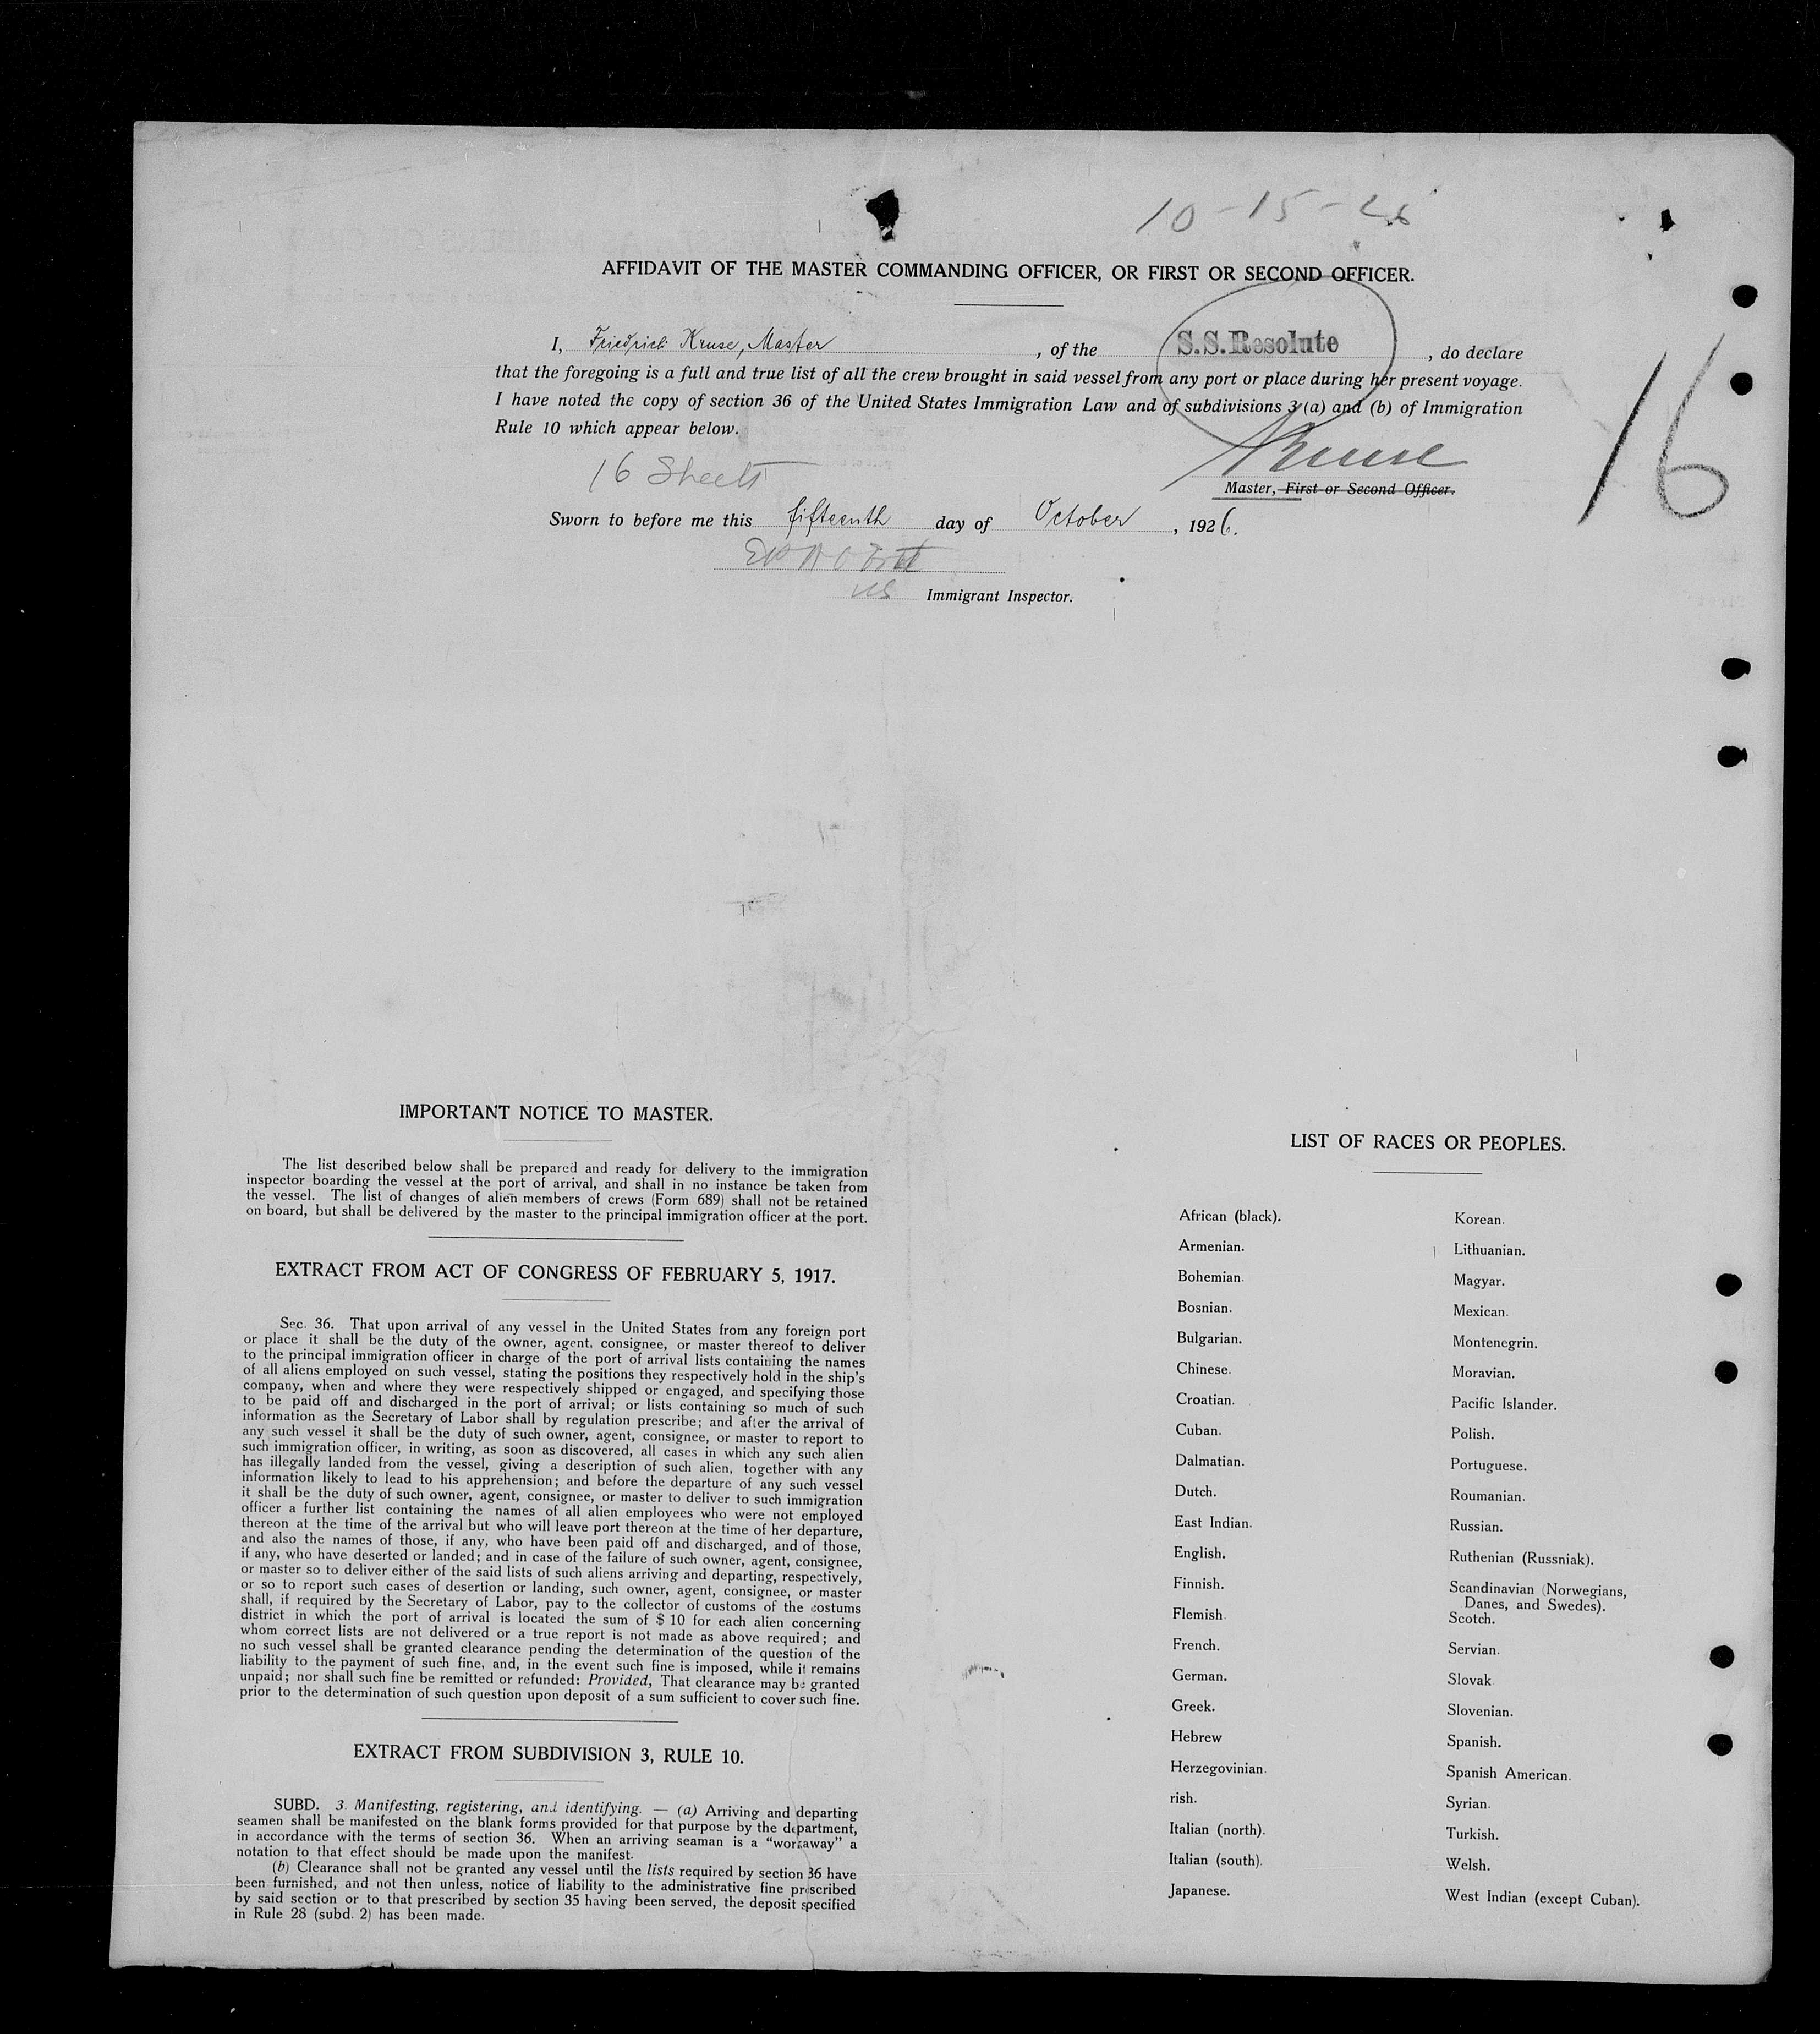 10-15-26
AFFIDAVIT OF THE MASTER COMMANDING OFFICER, OR FIRST OR SECOND OFFICER.
I, Friedrich Kruse, Master, of the S.S. Resolute, do declare
that the foregoing is a full and true list of all the crew brought in said vessel from any port or place during her present voyage.
I have noted the copy of section 36 of the United States Immigration Law and of subdivisions 3 (a) and (b) of Immigration
Rule 10 which appear below.
16
16 Sheets
Kruse
Master, First or Second Officer.
Sworn to before me this fifteenth day of October, 1926.
Immigrant Inspector.
IMPORTANT NOTICE TO MASTER.
The list described below shall be prepared and ready for delivery to the immigration
inspector boarding the vessel at the port of arrival, and shall in no instance be taken from
the vessel. The list of changes of alien members of crews (Form 689) shall not be retained
on board, but shall be delivered by the master to the principal immigration officer at the port.
EXTRACT FROM ACT OF CONGRESS OF FEBRUARY 5, 1917.
Sec. 36. That upon arrival of any vessel in the United States from any foreign port
or place it shall be the duty of the owner, agent, consignee, or master thereof to deliver
to the principal immigration officer in charge of the port of arrival lists containing the names
of all aliens employed on such vessel, stating the positions they respectively hold in the ship's
company, when and where they were respectively shipped or engaged, and specifying those
to be paid off and discharged in the port of arrival; or lists containing so much of such
information as the Secretary of Labor shall by regulation prescribe; and after the arrival of
any such vessel it shall be the duty of such owner, agent, consignee, or master to report to
such immigration officer, in writing, as soon as discovered, all cases in which any such alien
has illegally landed from the vessel, giving a description of such alien, together with any
information likely to lead to his apprehension; and before the departure of any such vessel
it shall be the duty of such owner, agent, consignee, or master to deliver to such immigration
officer a further list containing the names of all alien employees who were not employed
thereon at the time of the arrival but who will leave port thereon at the time of her departure,
and also the names of those, if any, who have been paid off and discharged, and of those,
if any, who have deserted or landed; and in case of the failure of such owner, agent, consignee,
or master so to deliver either of the said lists of such aliens arriving and departing, respectively,
or so to report such cases of desertion or landing, such owner, agent, consignee, or master
shall, if required by the Secretary of Labor, pay to the collector of customs of the costums
district in which the port of arrival is located the sum of $ 10 for each alien concerning
whom correct lists are not delivered or a true report is not made as above required; and
no such vessel shall be granted clearance pending the determination of the question of the
liability to the payment of such fine, and, in the event such fine is imposed, while it remains
unpaid; nor shall such fine be remitted or refunded: Provided, That clearance may be granted
prior to the determination of such question upon deposit of a sum sufficient to cover such fine.
EXTRACT FROM SUBDIVISION 3, RULE 10.
SUBD. 3. Manifesting, registering, and identifying. — (a) Arriving and departing
seamen shall be manifested on the blank forms provided for that purpose by the department,
in accordance with the terms of section 36. When an arriving seaman is a "workaway" a
notation to that effect should be made upon the manifest.
(b) Clearance shall not be granted any vessel until the lists required by section 36 have
been furnished, and not then unless, notice of liability to the administrative fine prescribed
by said section or to that prescribed by section 35 having been served, the deposit specified
in Rule 28 (subd. 2) has been made.
LIST OF RACES OR PEOPLES.
African (black).
Armenian.
Bohemian.
Bosnian.
Bulgarian.
Chinese.
Croatian.
Cuban.
Dalmatian.
Dutch.
East Indian.
English.
Finnish.
Flemish.
French.
German.
Greek.
Hebrew
Herzegovinian.
rish.
Italian (north).
Italian (south).
Japanese.
Korean.
Lithuanian.
Magyar.
Mexican.
Montenegrin.
Moravian.
Pacific Islander.
Polish.
Portuguese.
Roumanian.
Russian.
Ruthenian (Russniak).
Scandinavian (Norwegians,
Danes, and Swedes).
Scotch.
Servian.
Slovak
Slovenian.
Spanish.
Spanish American.
Syrian.
Turkish.
Welsh.
West Indian (except Cuban).